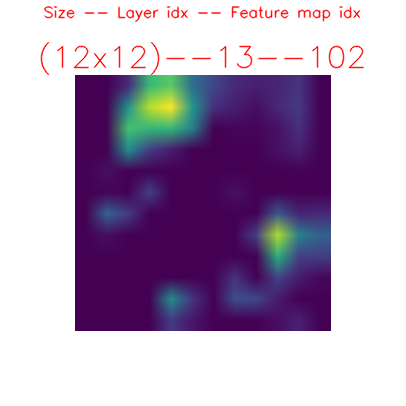 Size -- Layer idx -- Feature map idx
(12x12)--13--102